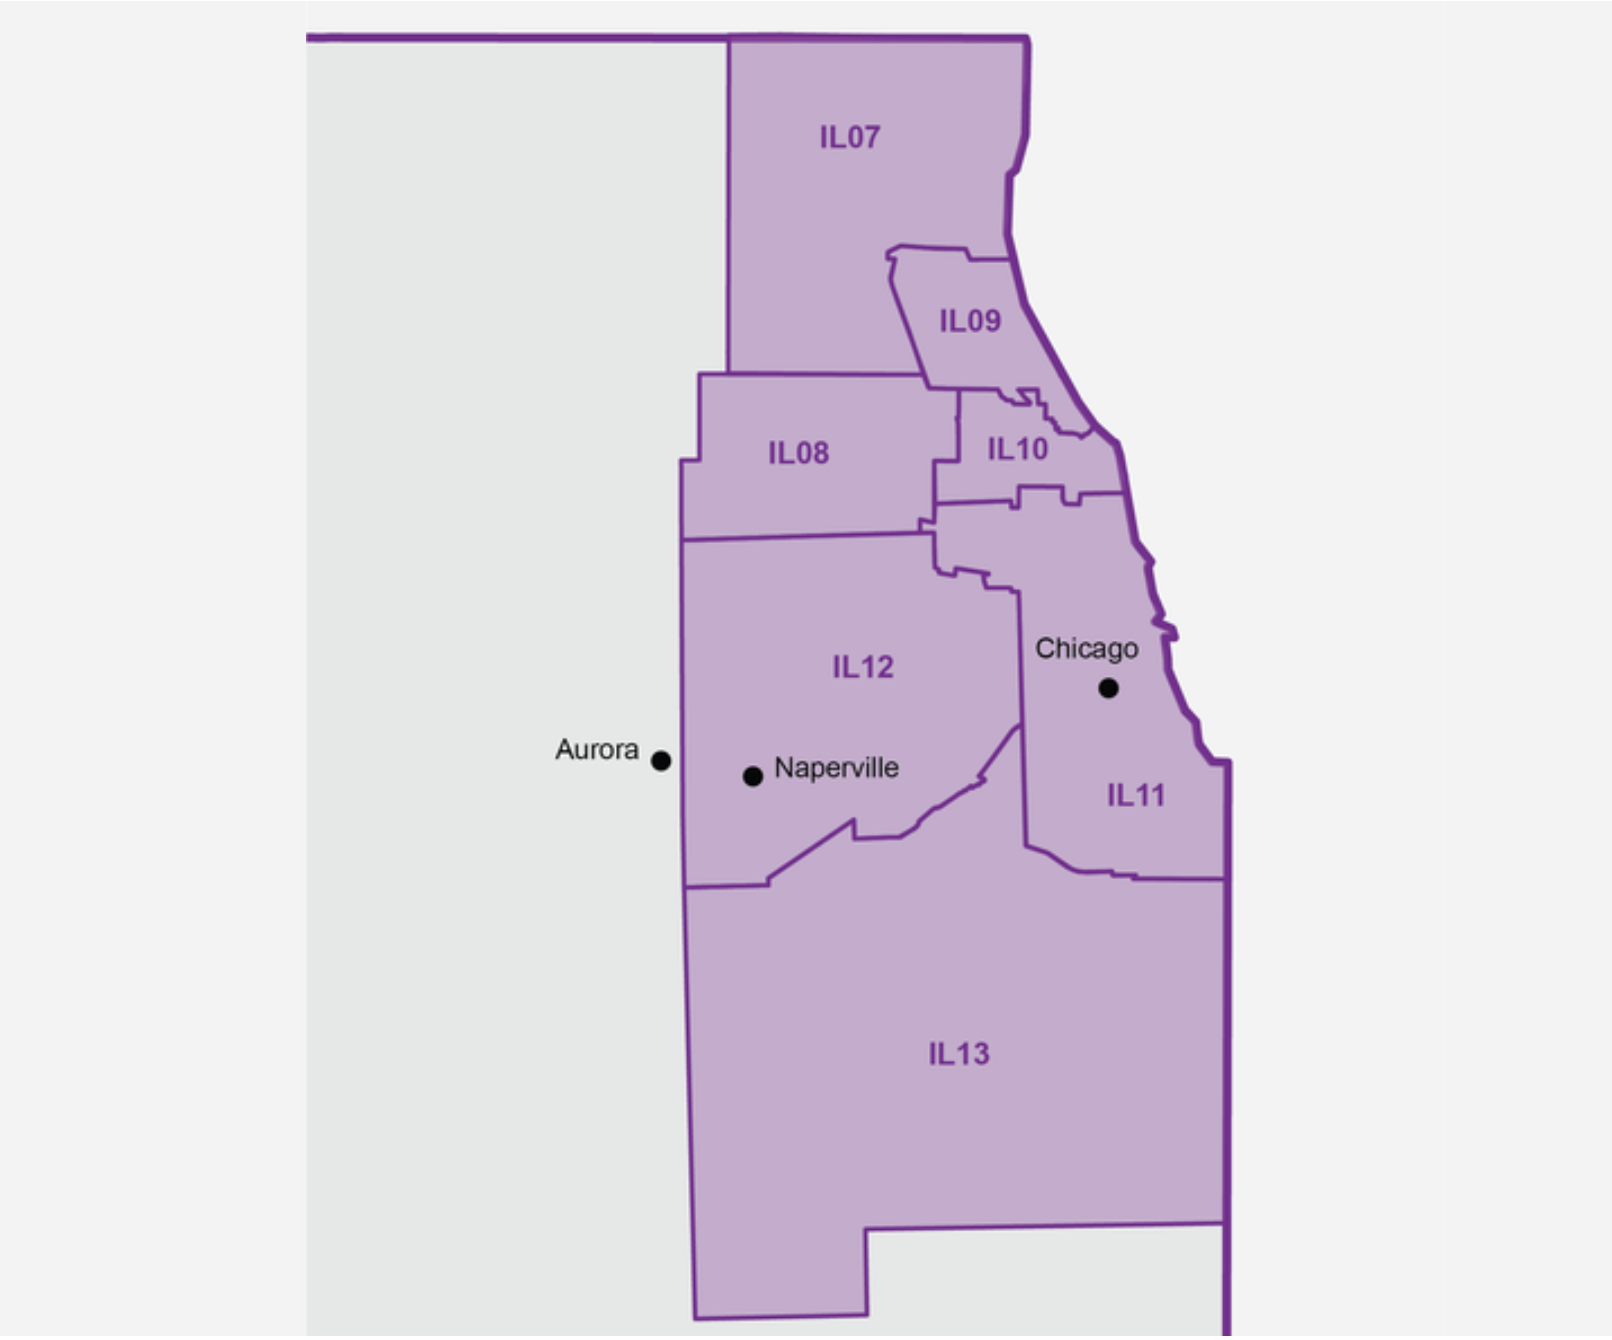 IL07
IL09
IL10
IL08
Chicago
IL12
Aurora
Naperville
IL11
IL13